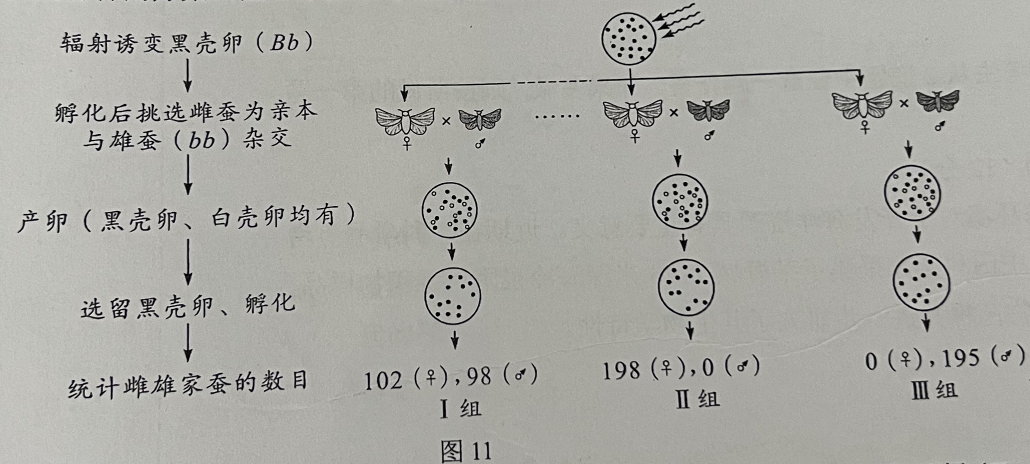 辐射诱变黑壳卵(Bb)
孵化后挑选雌蚕为亲本
与雄蚕(bb)杂交
产卵(黑壳卵、白壳卵均有)
选留黑壳卵、孵化
统计雌雄家蚕的数目
♀ × ♂ …… ♀ × ♂ ♀ × ♂
102(♀),98(♂) 198(♀),0(♂) 0(♀),195(♂)
Ⅰ组 Ⅱ组 Ⅲ组
图 11